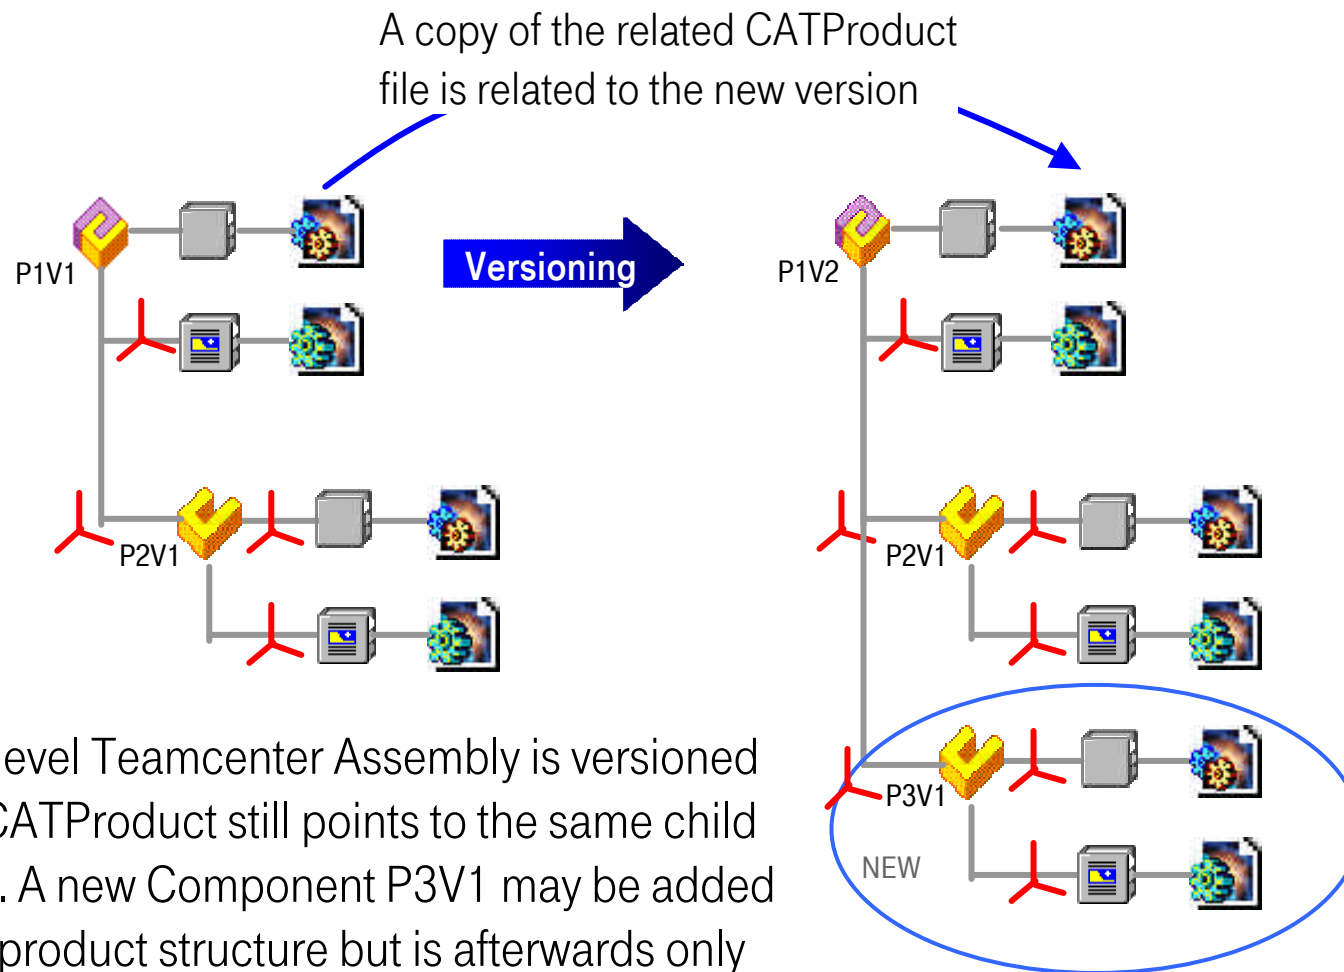 A copy of the related CATProduct
file is related to the new version
Versioning
P1V1
P1V2
P2V1
P2V1
P3V1
NEW
evel Teamcenter Assembly is versioned
CATProduct still points to the same child
. A new Component P3V1 may be added
product structure but is afterwards only